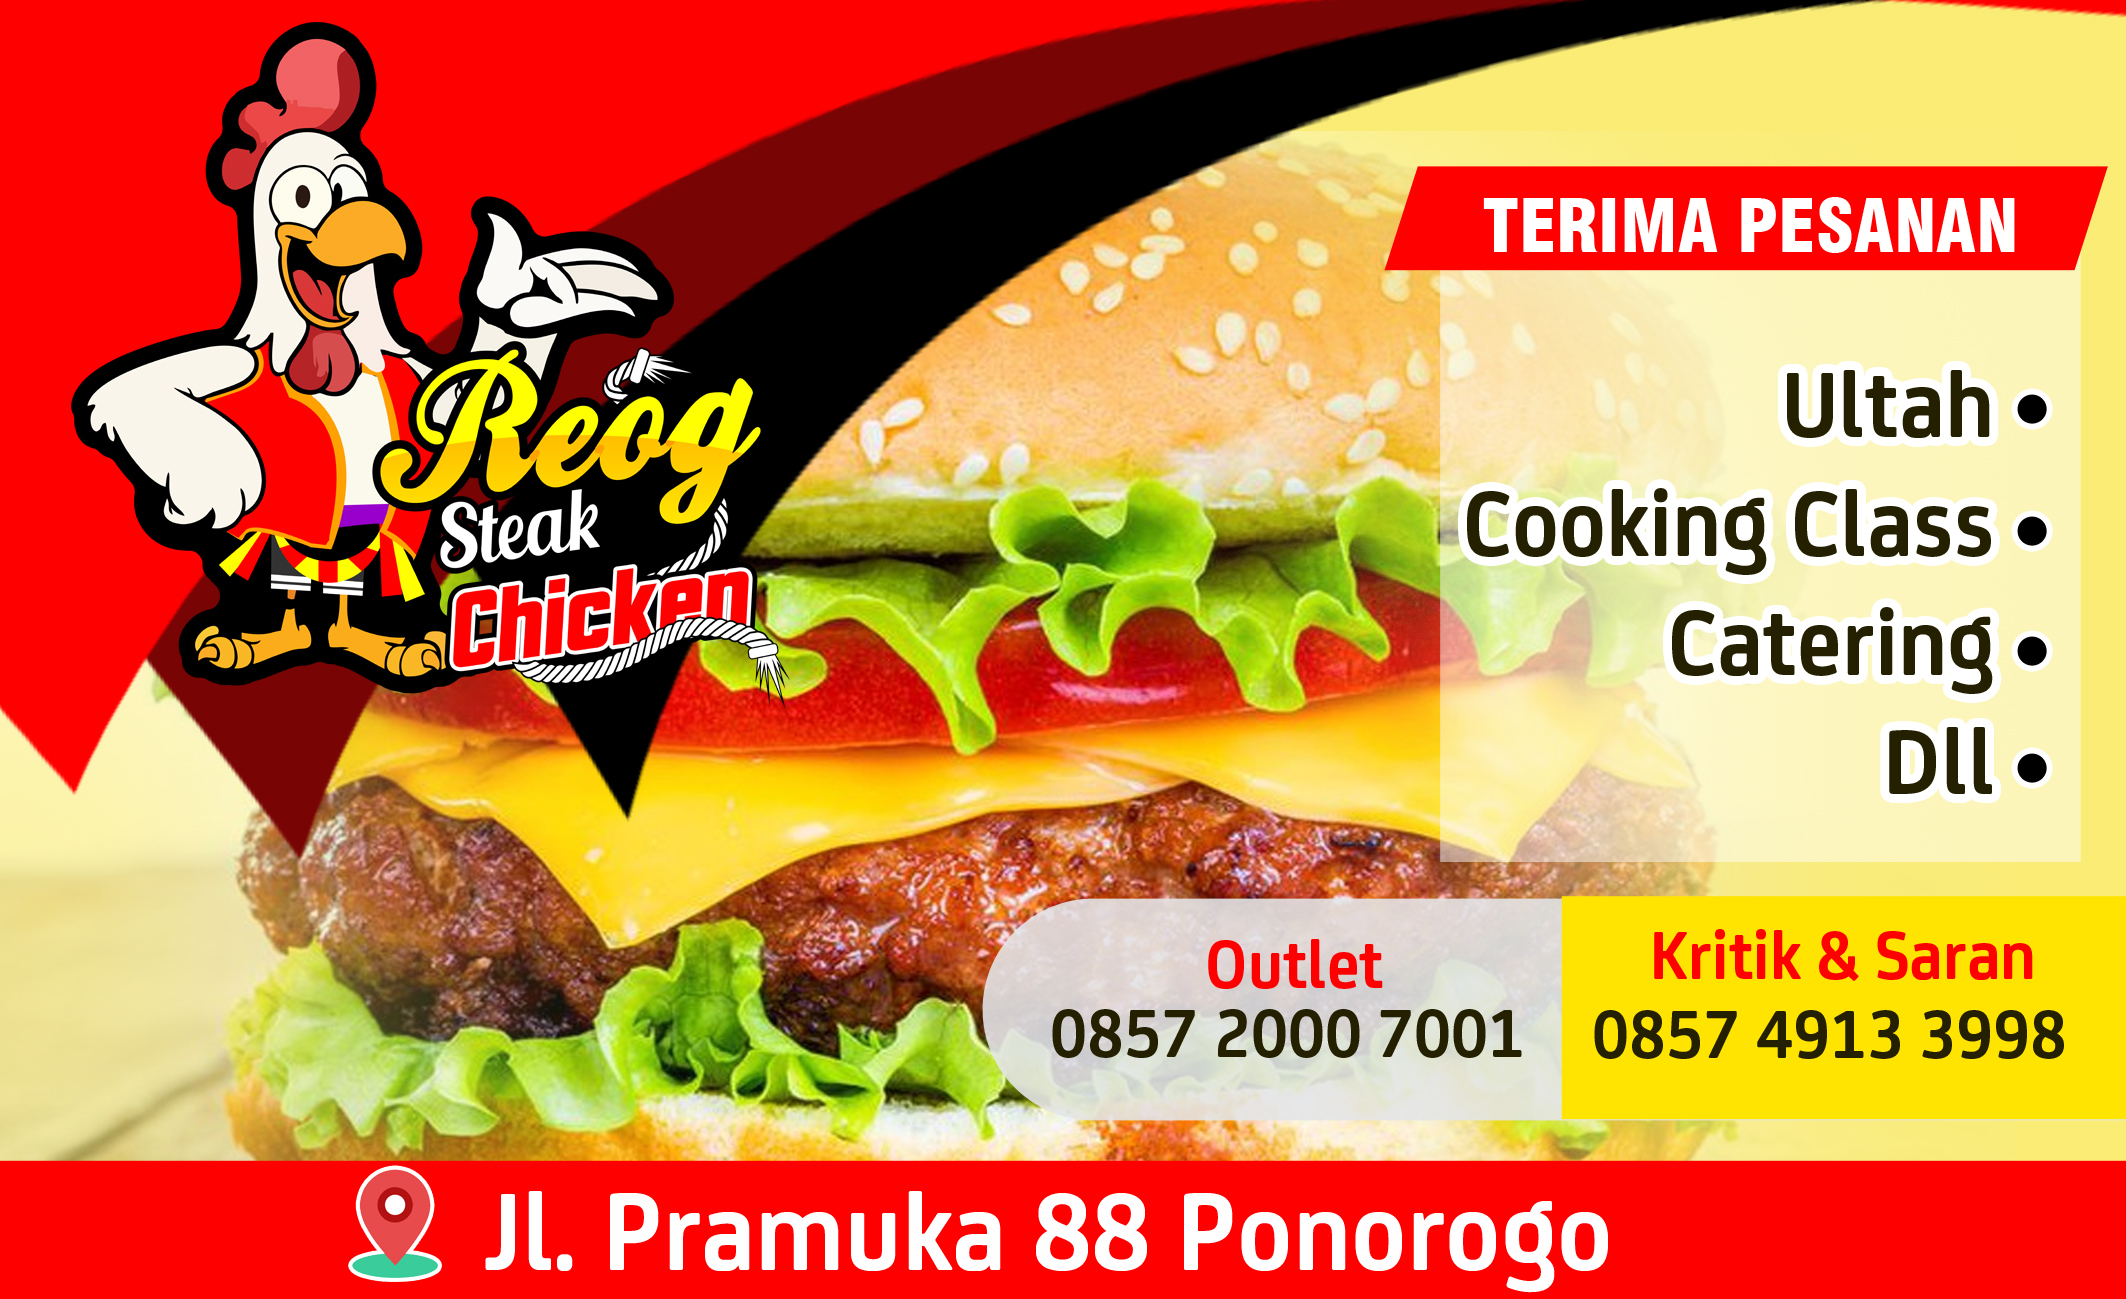 Reog
Steak
Chicken
TERIMA PESANAN
Ultah •
Cooking Class •
Catering •
Dll •
Outlet
0857 2000 7001
Kritik & Saran
0857 4913 3998
Jl. Pramuka 88 Ponorogo